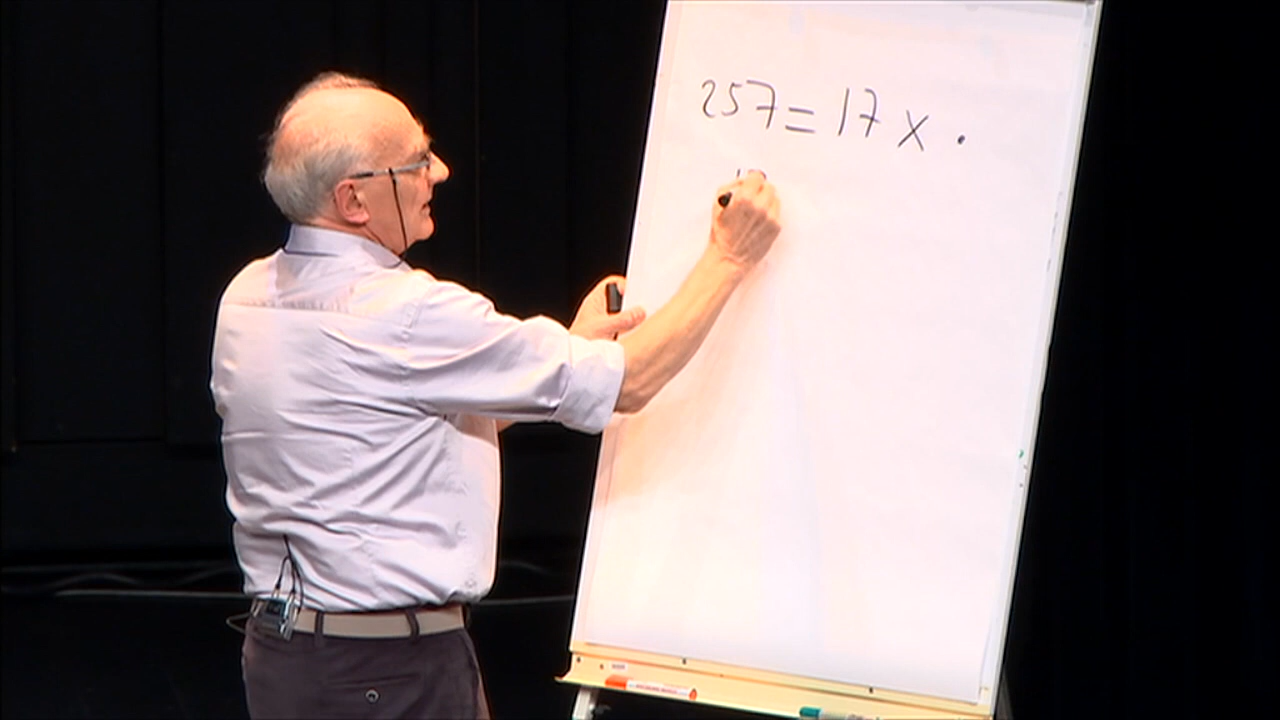 257 = 17 x .